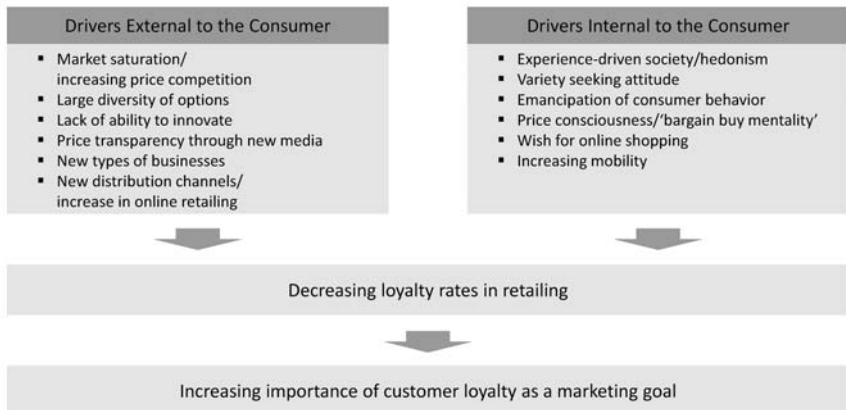 Drivers External to the Consumer
▪ Market saturation/
increasing price competition
▪ Large diversity of options
▪ Lack of ability to innovate
▪ Price transparency through new media
▪ New types of businesses
▪ New distribution channels/
increase in online retailing
Drivers Internal to the Consumer
▪ Experience-driven society/hedonism
▪ Variety seeking attitude
▪ Emancipation of consumer behavior
▪ Price consciousness/‘bargain buy mentality’
▪ Wish for online shopping
▪ Increasing mobility
Decreasing loyalty rates in retailing
Increasing importance of customer loyalty as a marketing goal